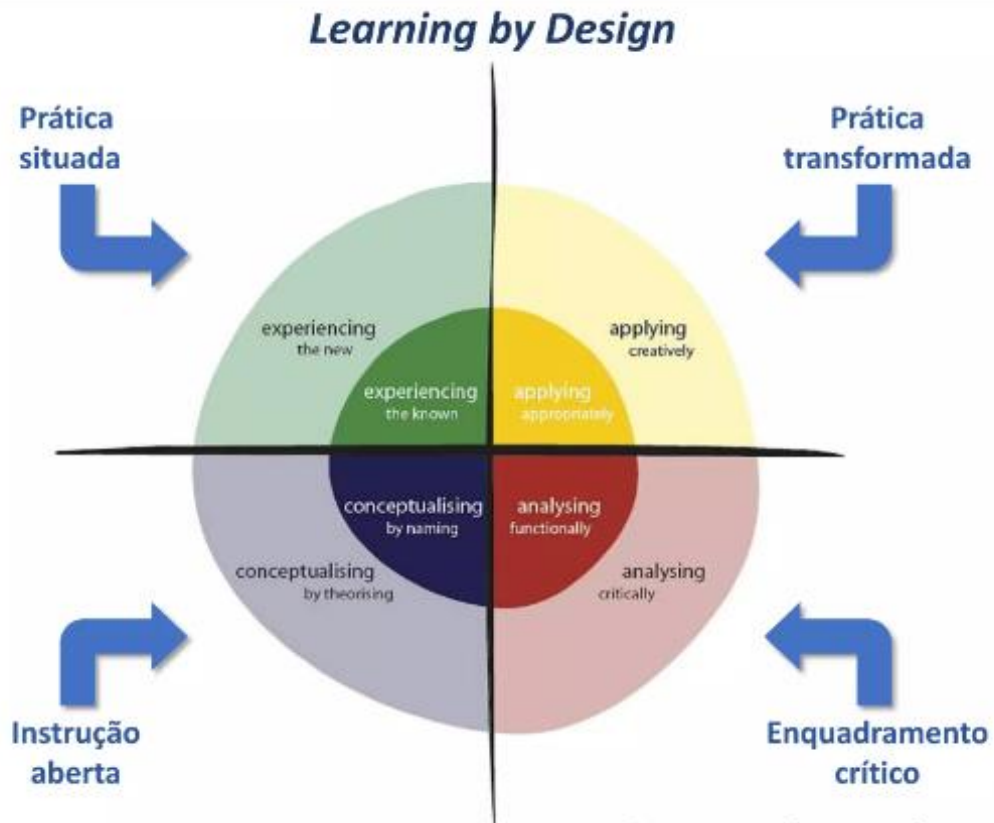 Learning by Design
Prática
situada
Prática
transformada
experiencing
the new
applying
creatively
experiencing
the known
applying
appropriately
conceptualising
by naming
analysing
functionally
conceptualising
by theorising
analysing
critically
Instrução
aberta
Enquadramento
crítico